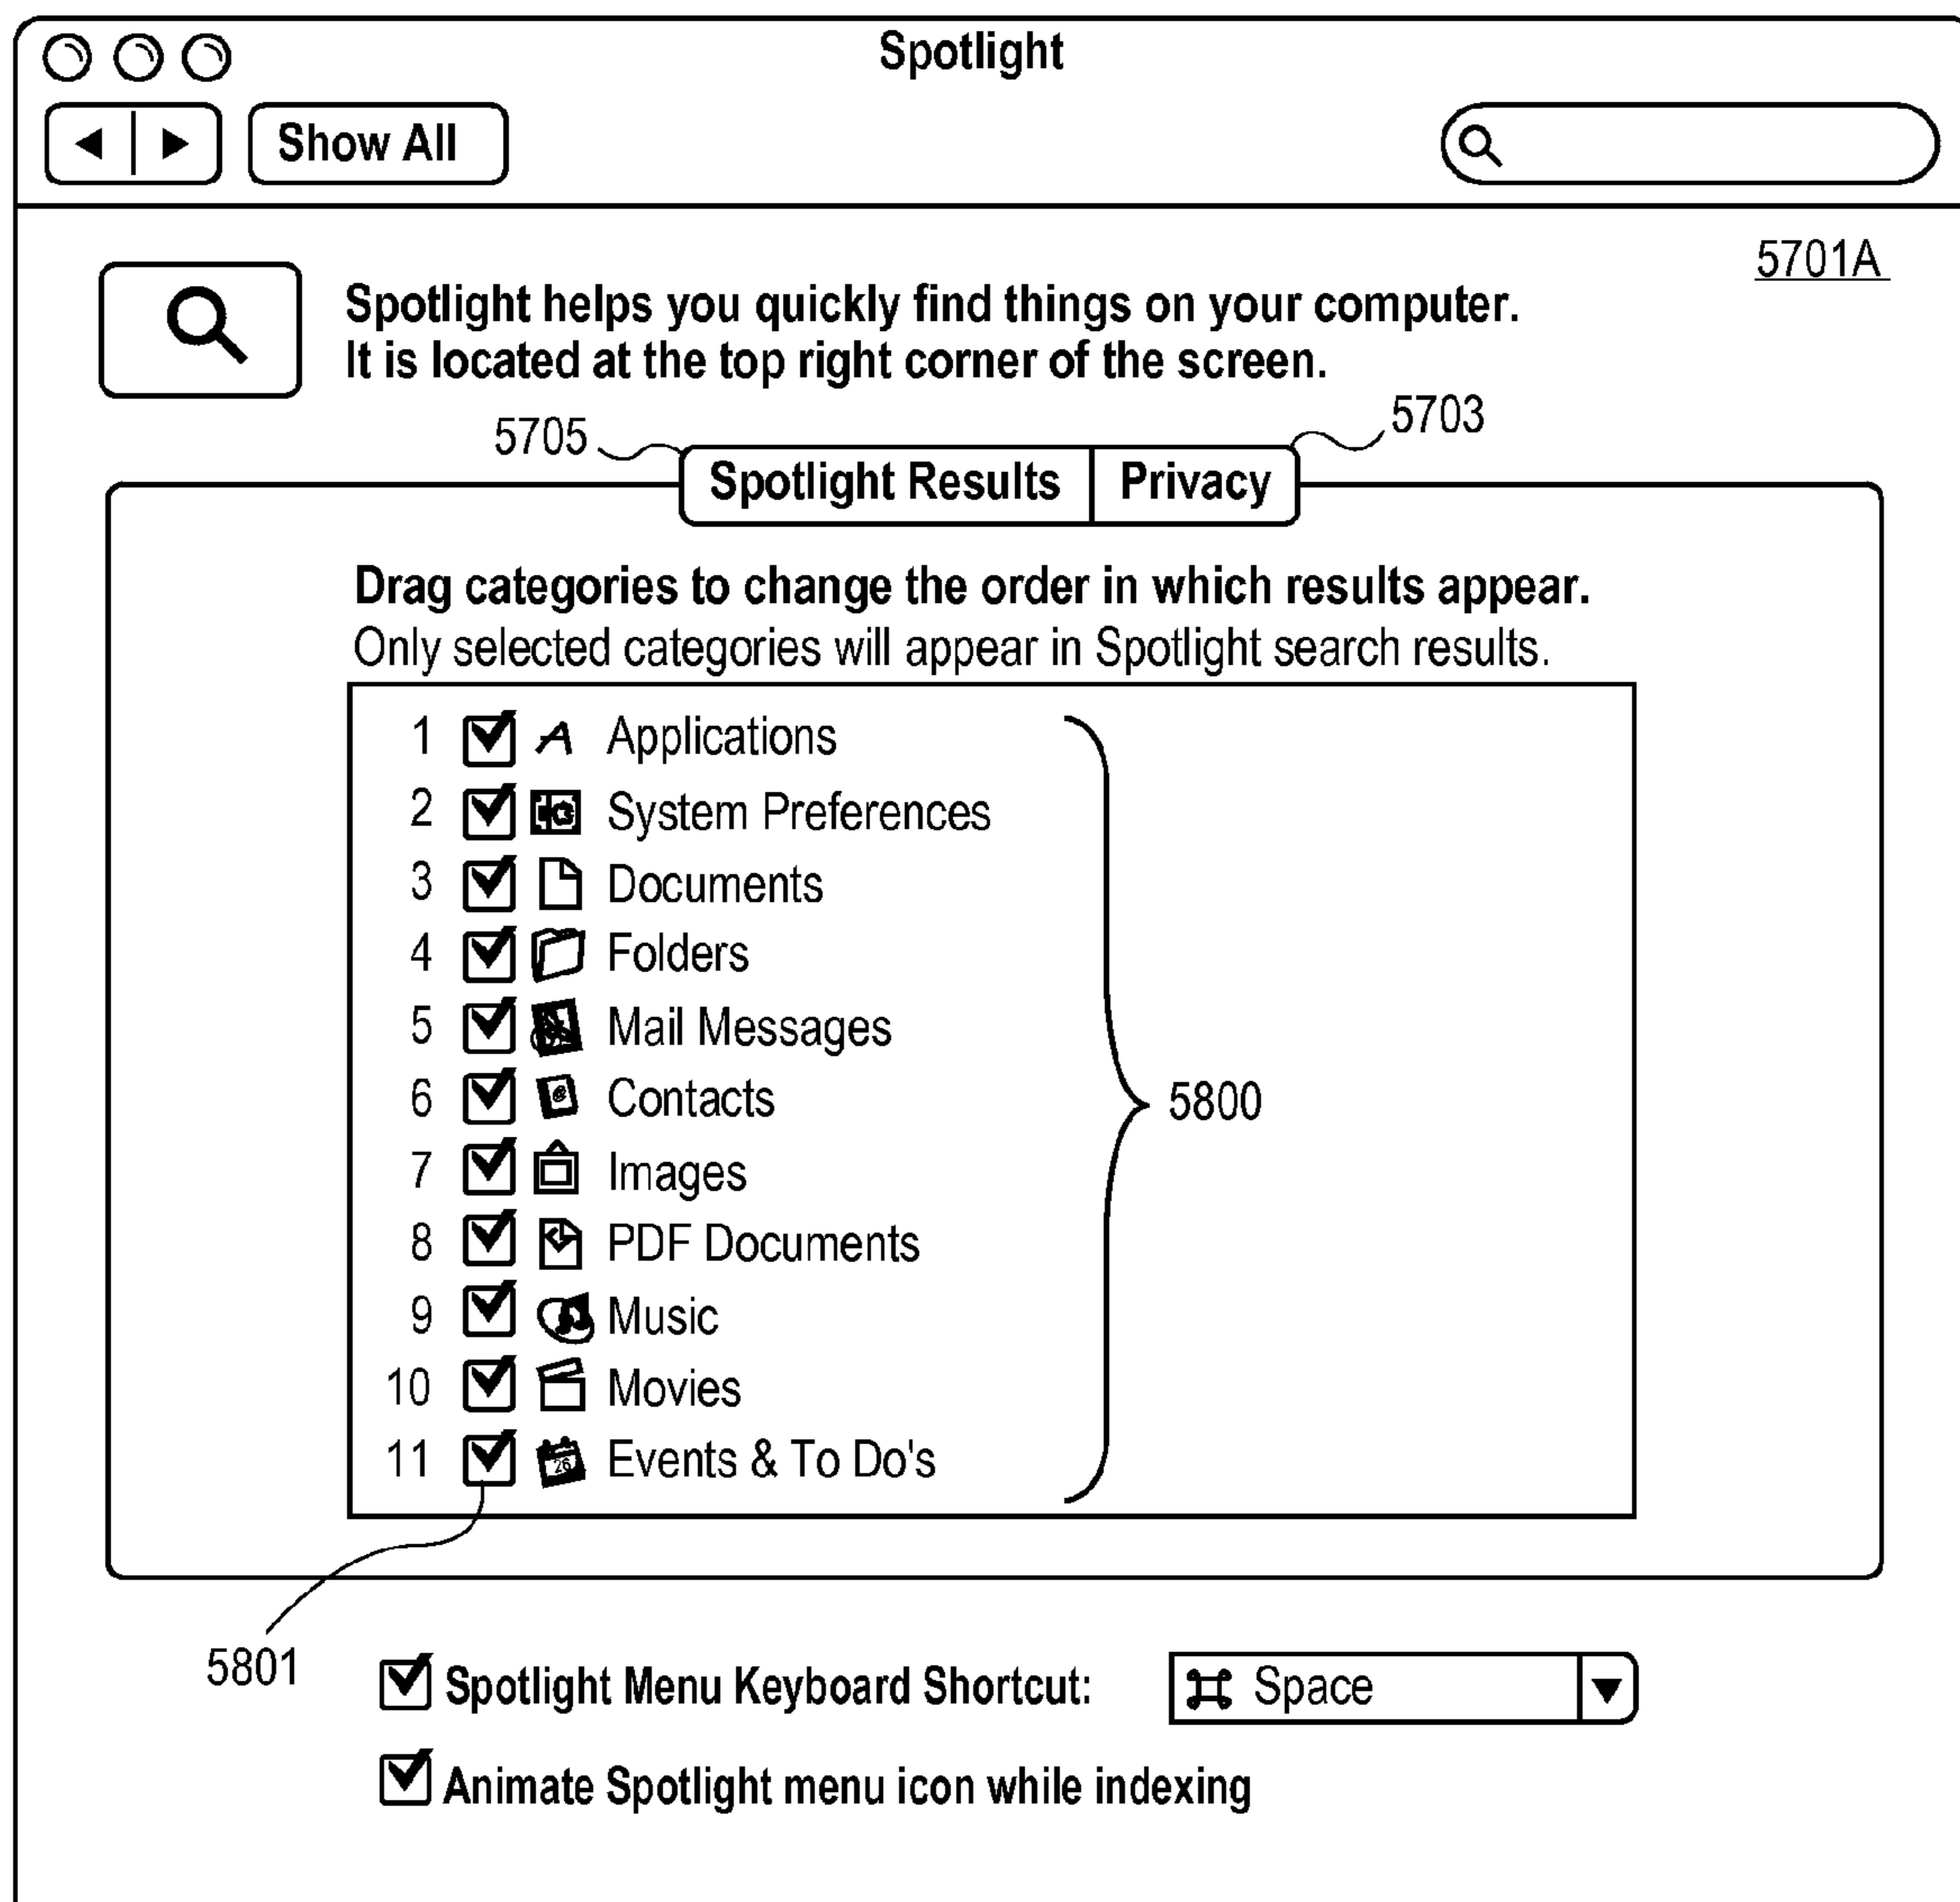 Spotlight
Show All
5701A
Spotlight helps you quickly find things on your computer.
It is located at the top right corner of the screen.
5705
5703
Spotlight Results
Privacy
Drag categories to change the order in which results appear.
Only selected categories will appear in Spotlight search results.
1 Applications
2 System Preferences
3 Documents
4 Folders
5 Mail Messages
6 Contacts
5800
7 Images
8 PDF Documents
9 Music
10 Movies
11 26 Events & To Do's
5801
Spotlight Menu Keyboard Shortcut: ⌘ Space
Animate Spotlight menu icon while indexing